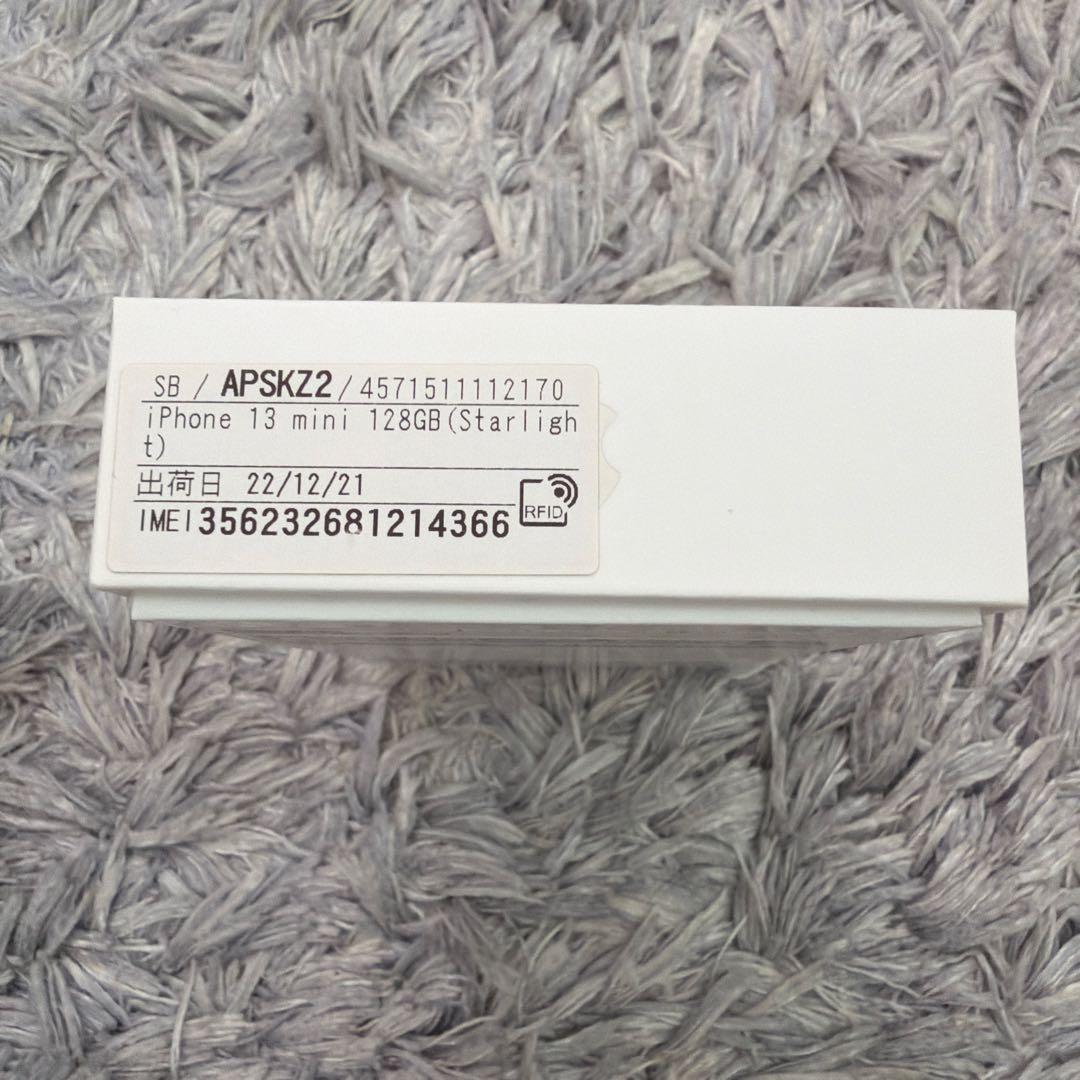 SB / APSKZ2 / 4571511112170
iPhone 13 mini 128GB(Starligh
t)
出荷日 22/12/21
RFID
IMEI 356232681214366